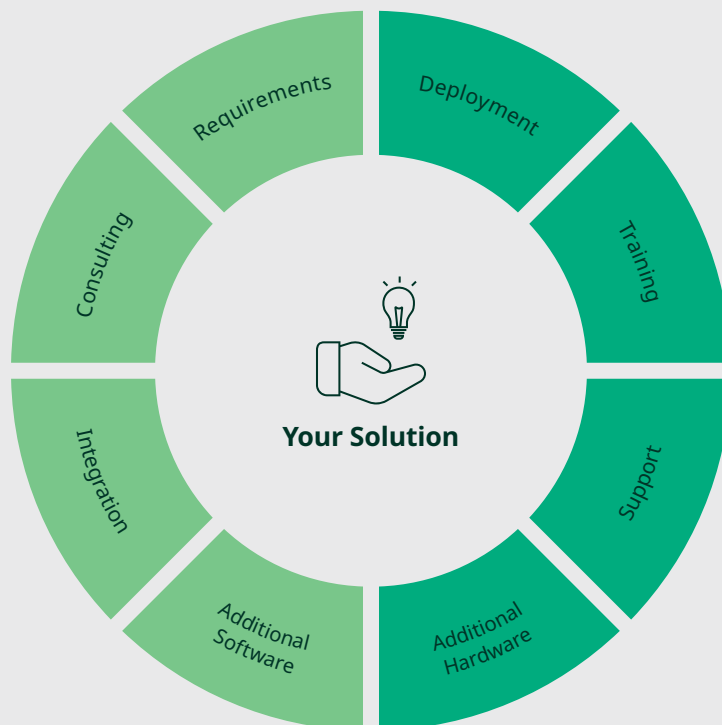 Requirements
Deployment
Consulting
Training
Your Solution
Integration
Support
Additional
Software
Additional
Hardware